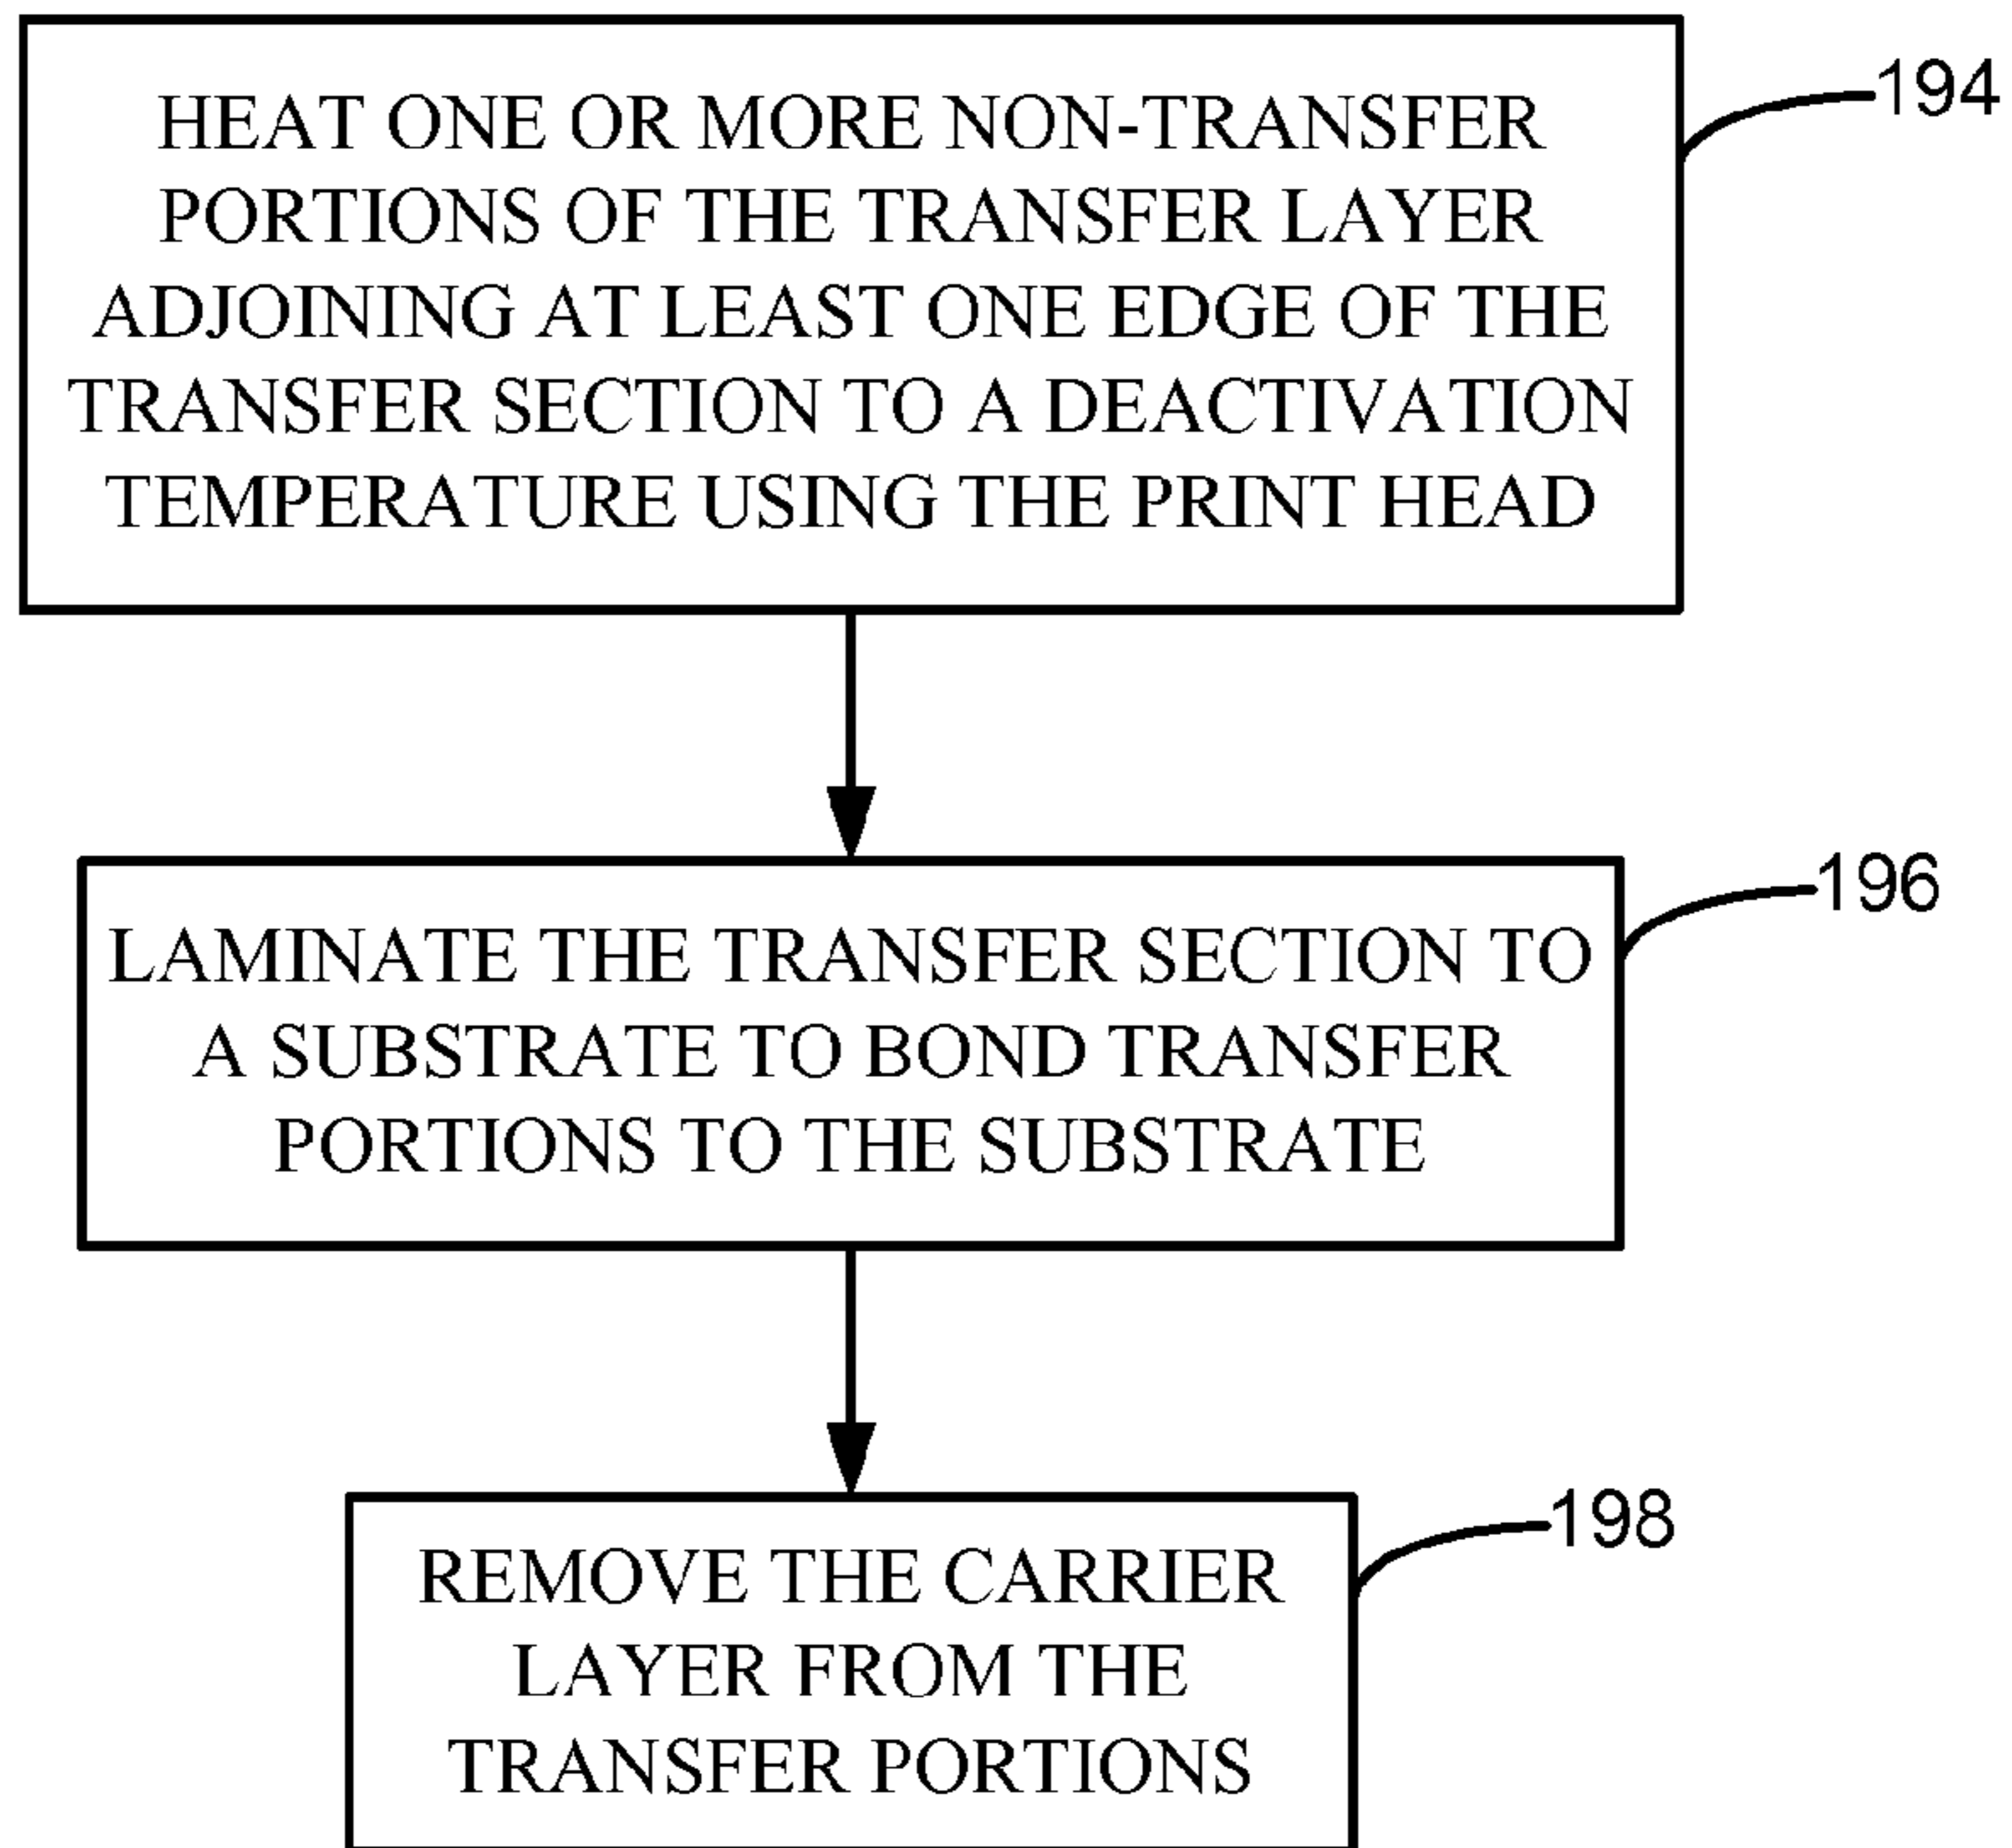 HEAT ONE OR MORE NON-TRANSFER
PORTIONS OF THE TRANSFER LAYER
ADJOINING AT LEAST ONE EDGE OF THE
TRANSFER SECTION TO A DEACTIVATION
TEMPERATURE USING THE PRINT HEAD
194
LAMINATE THE TRANSFER SECTION TO
A SUBSTRATE TO BOND TRANSFER
PORTIONS TO THE SUBSTRATE
196
REMOVE THE CARRIER
LAYER FROM THE
TRANSFER PORTIONS
198